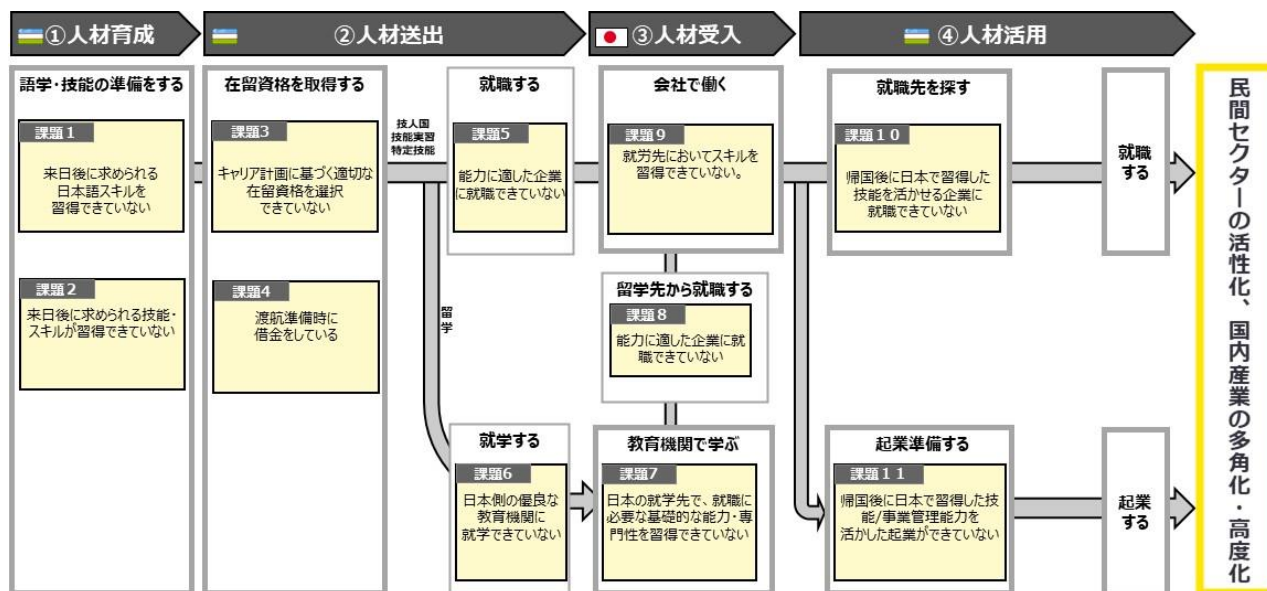 ①人材育成
②人材送出
③人材受入
④人材活用
語学・技能の準備をする
課題１
来日後に求められる
日本語スキルを
習得できていない
課題２
来日後に求められる技能・
スキルが習得できていない
在留資格を取得する
課題３
キャリア計画に基づく適切な
在留資格を選択
できていない
課題４
渡航準備時に
借金をしている
技人国
技能実習
特定技能
留学
就職する
課題５
能力に適した企業
に就職できていない
就学する
課題６
日本側の優良な
教育機関に
就学できていない
会社で働く
課題９
就労先においてスキルを
習得できていない。
留学先から就職する
課題８
能力に適した企業に就
職できていない
教育機関で学ぶ
課題７
日本の就学先で、就職に
必要な基礎的な能力・専
門性を習得できていない
就職先を探す
課題１０
帰国後に日本で習得した
技能を活かせる企業に
就職できていない
起業準備する
課題１１
帰国後に日本で習得した技
能/事業管理能力を
活かした起業ができていない
就職
する
起業
する
民間セクターの活性化、国内産業の多角化・高度化